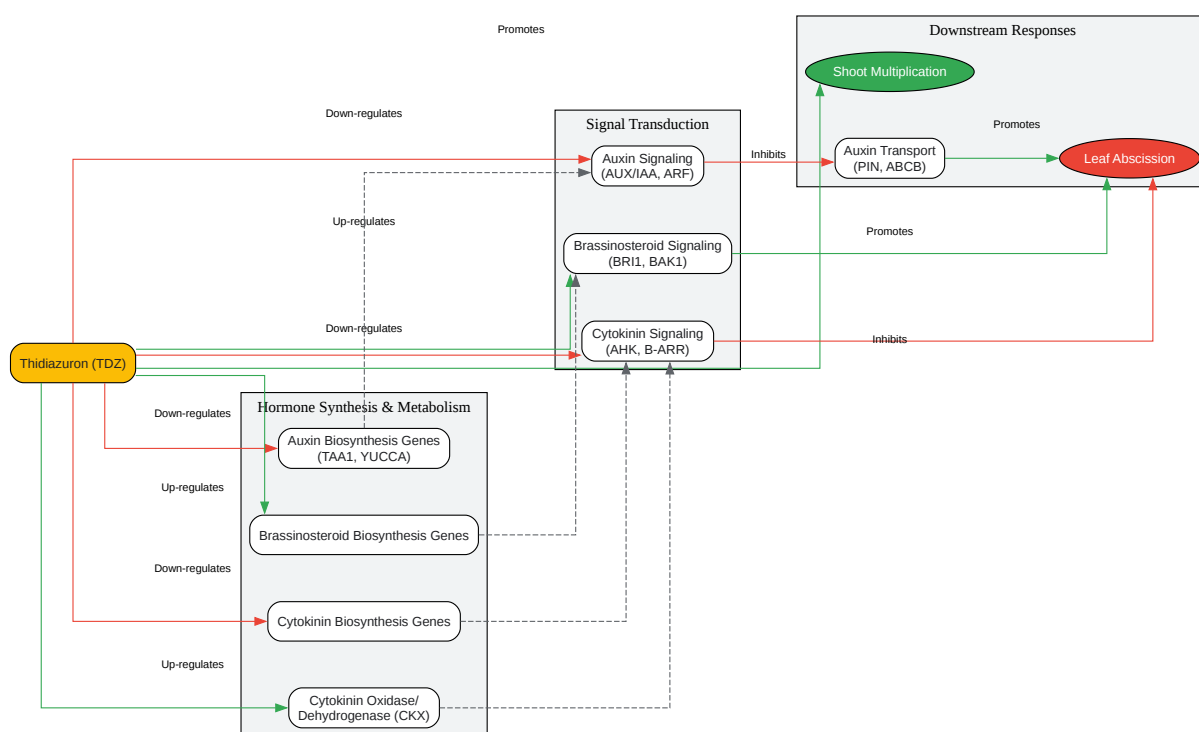 Promotes
Downstream Responses
Shoot Multiplication
Down-regulates
Signal Transduction
Promotes
Auxin Signaling
(AUX/IAA, ARF)
Inhibits
Auxin Transport
(PIN, ABCB)
Leaf Abscission
Up-regulates
Brassinosteroid Signaling
(BRI1, BAK1)
Promotes
Down-regulates
Cytokinin Signaling
(AHK, B-ARR)
Inhibits
Thidiazuron (TDZ)
Hormone Synthesis & Metabolism
Down-regulates
Auxin Biosynthesis Genes
(TAA1, YUCCA)
Up-regulates
Brassinosteroid Biosynthesis Genes
Down-regulates
Cytokinin Biosynthesis Genes
Up-regulates
Cytokinin Oxidase/
Dehydrogenase (CKX)